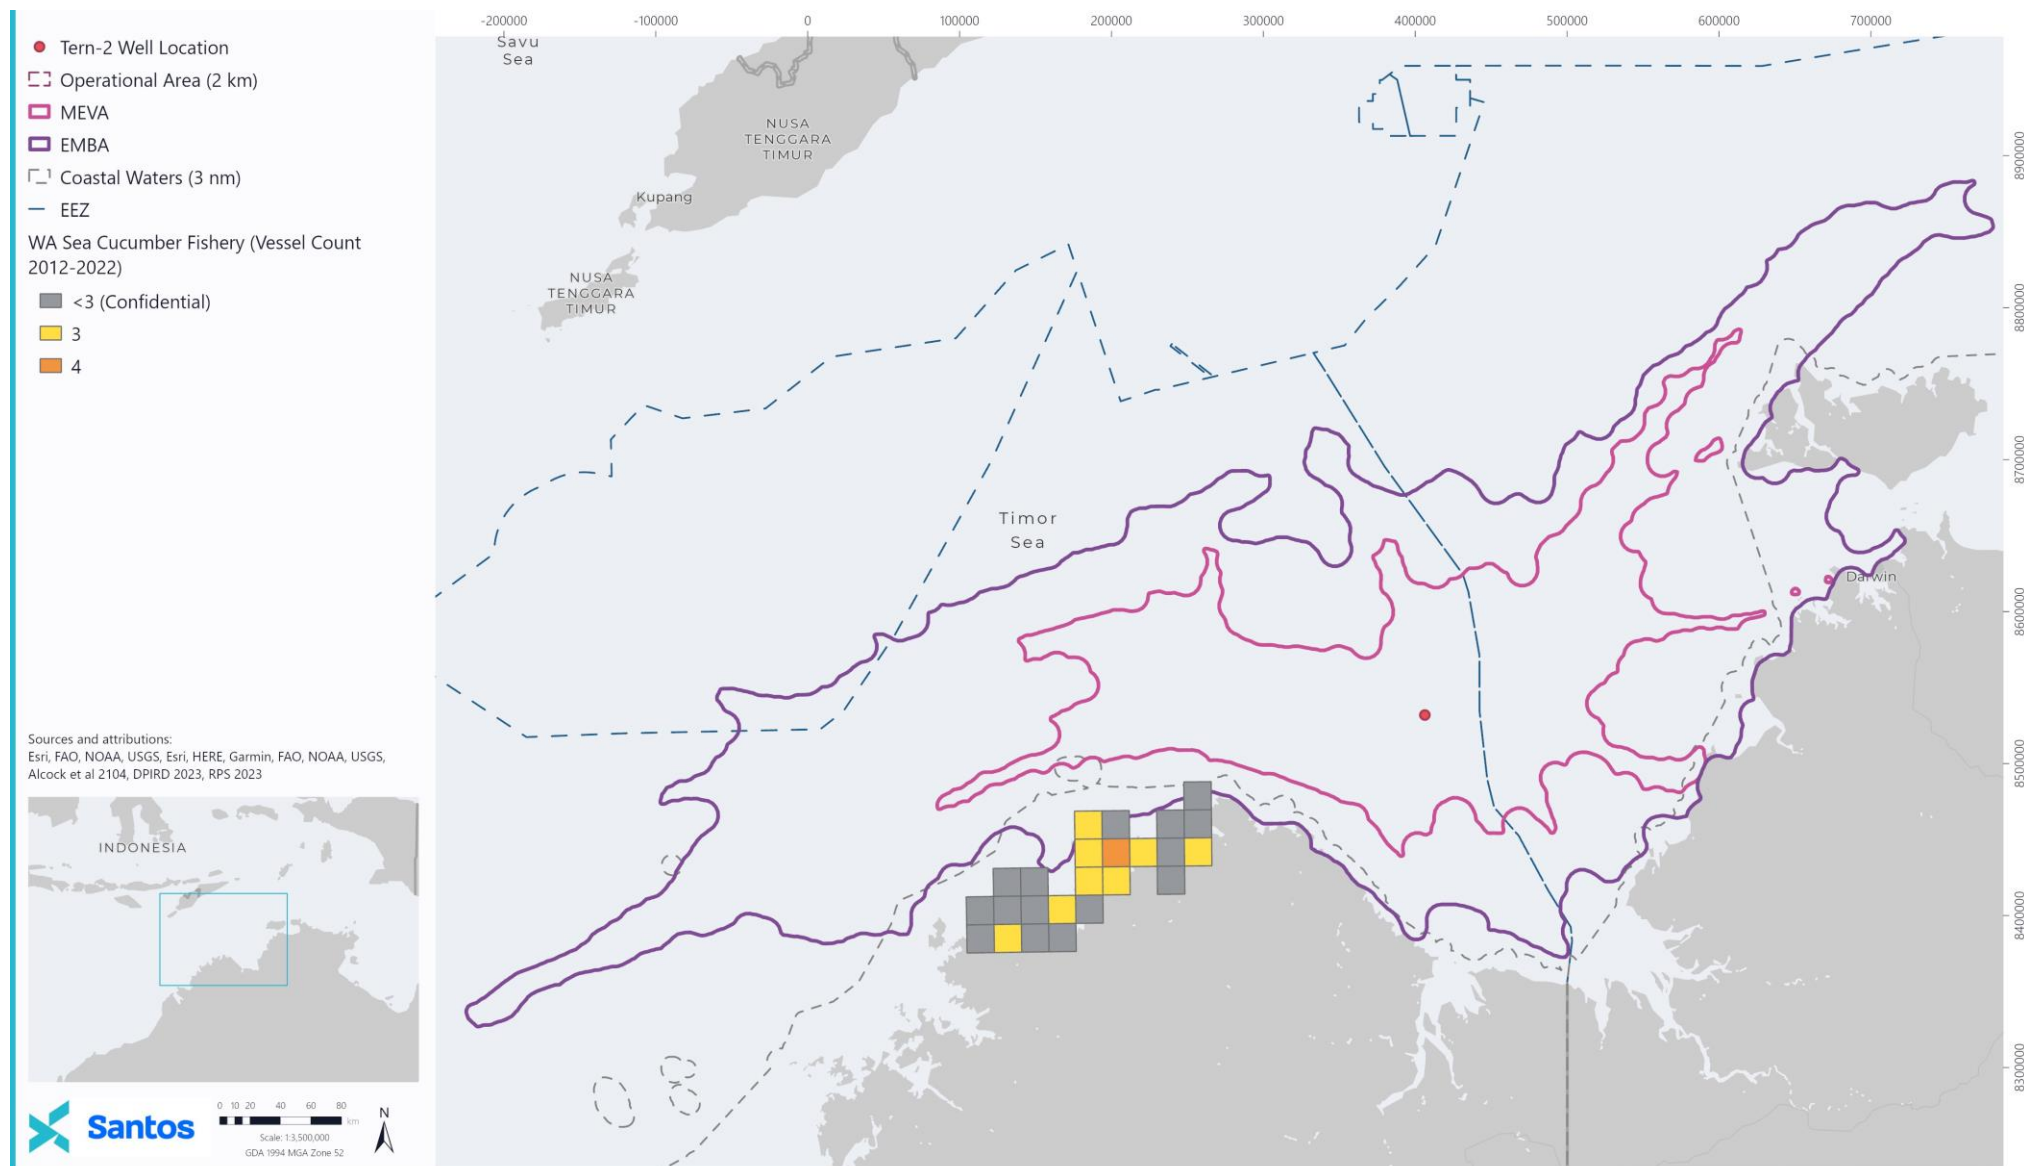 -200000
-100000
0
100000
200000
300000
400000
500000
600000
700000
Tern-2 Well Location
Operational Area (2 km)
MEVA
EMBA
Coastal Waters (3 nm)
EEZ
WA Sea Cucumber Fishery (Vessel Count
2012-2022)
<3 (Confidential)
3
4
Savu
Sea
NUSA
TENGGARA
TIMUR
Kupang
NUSA
TENGGARA
TIMUR
Timor
Sea
Darwin
8900000
8800000
8700000
8600000
8500000
8400000
8300000
Sources and attributions:
Esri, FAO, NOAA, USGS, Esri, HERE, Garmin, FAO, NOAA, USGS,
Alcock et al 2104, DPIRD 2023, RPS 2023
INDONESIA
Santos
0 10 20 40 60 80
km
Scale: 1:3,500,000
GDA 1994 MGA Zone 52
N